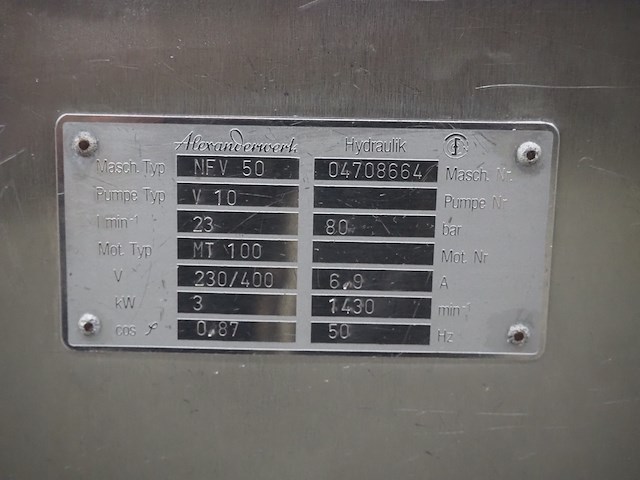 Alexanderwerk Hydraulik
Masch. Typ NFV 50 04708664 Masch. Nr.
Pumpe Typ V 10 Pumpe Nr
l min⁻¹ 23 80 bar
Mot. Typ MT 100 Mot. Nr
V 230/400 6.9 A
kW 3 1430 min⁻¹
cos φ 0.87 50 Hz